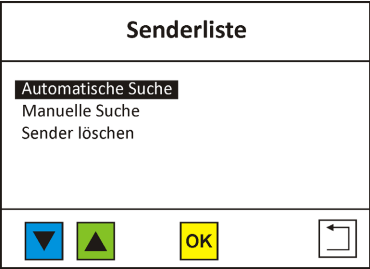 Senderliste
Automatische Suche
Manuelle Suche
Sender löschen
OK